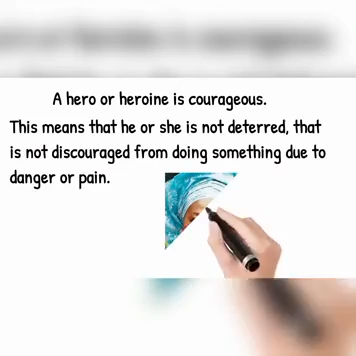 A hero or heroine is courageous.
This means that he or she is not deterred, that
is not discouraged from doing something due to
danger or pain.